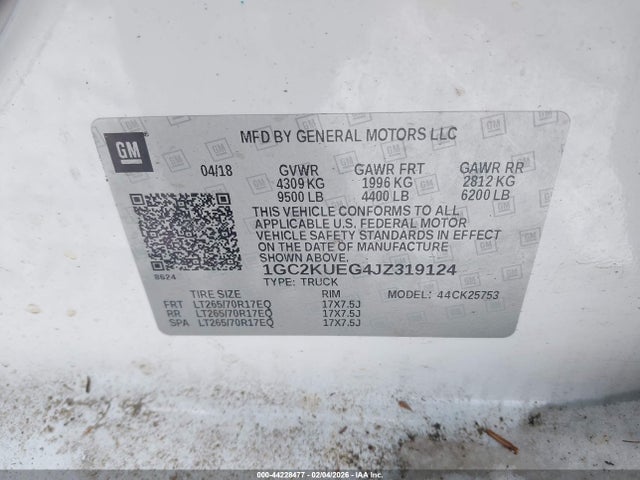 GM
MFD BY GENERAL MOTORS LLC
04/18 GVWR GAWR FRT GAWR RR
4309 KG 1996 KG 2812 KG
9500 LB 4400 LB 6200 LB
THIS VEHICLE CONFORMS TO ALL
APPLICABLE U.S. FEDERAL MOTOR
VEHICLE SAFETY STANDARDS IN EFFECT
ON THE DATE OF MANUFACTURE
SHOWN ABOVE.
8624
1GC2KUEG4JZ319124
TYPE: TRUCK
TIRE SIZE RIM MODEL: 44CK25753
FRT LT265/70R17EQ 17X7.5J
RR LT265/70R17EQ 17X7.5J
SPA LT265/70R17EQ 17X7.5J
000-44228477 - 02/04/2026 - IAA Inc.